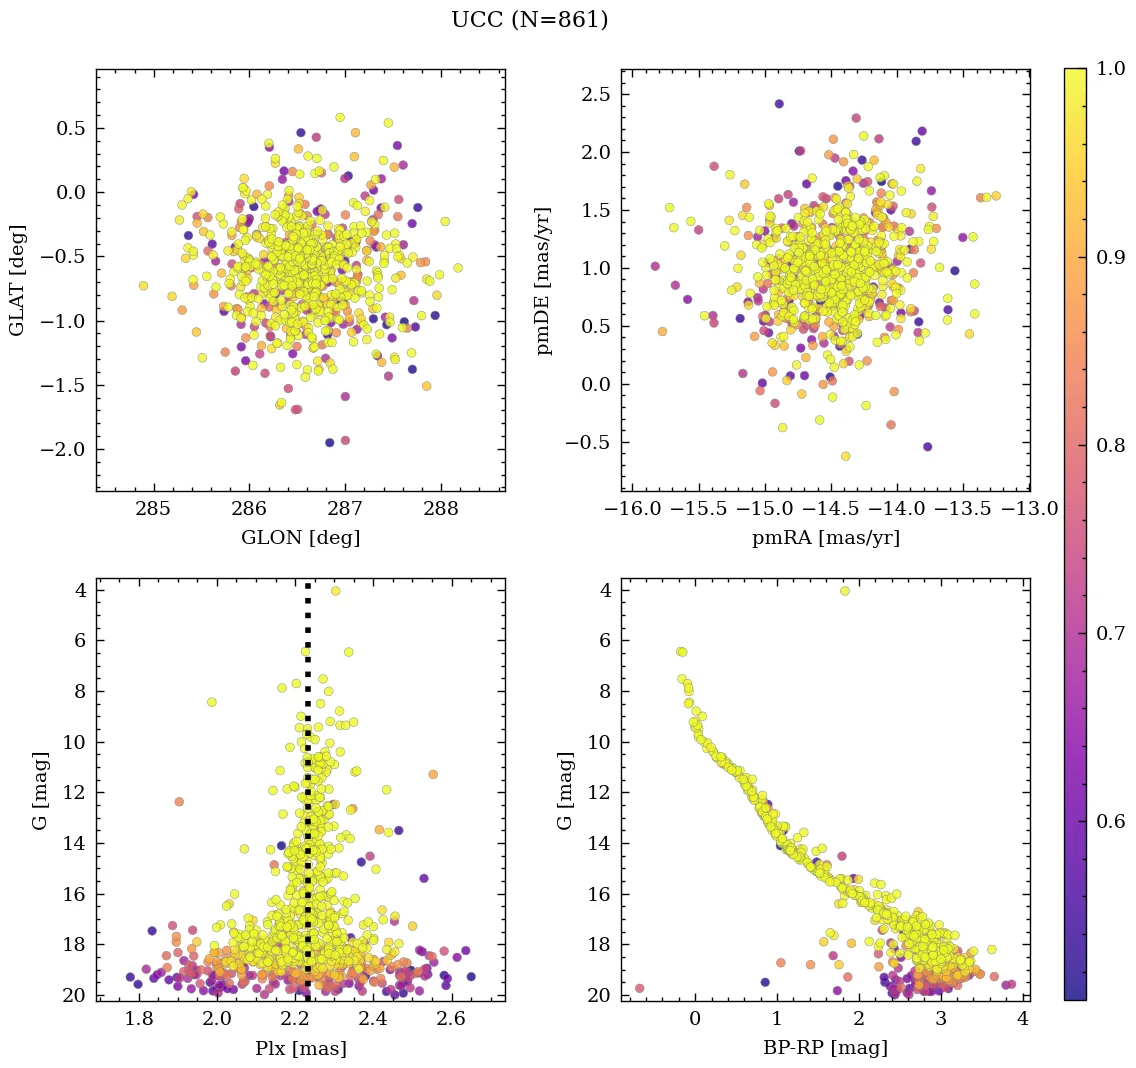 UCC (N=861)
0.5
0.0
−0.5
−1.0
−1.5
−2.0
GLAT [deg]
285 286 287 288
GLON [deg]
2.5
2.0
1.5
1.0
0.5
0.0
−0.5
pmDE [mas/yr]
−16.0 −15.5 −15.0 −14.5 −14.0 −13.5 −13.0
pmRA [mas/yr]
4
6
8
10
12
14
16
18
20
G [mag]
1.8 2.0 2.2 2.4 2.6
Plx [mas]
4
6
8
10
12
14
16
18
20
G [mag]
0 1 2 3 4
BP-RP [mag]
1.0
0.9
0.8
0.7
0.6